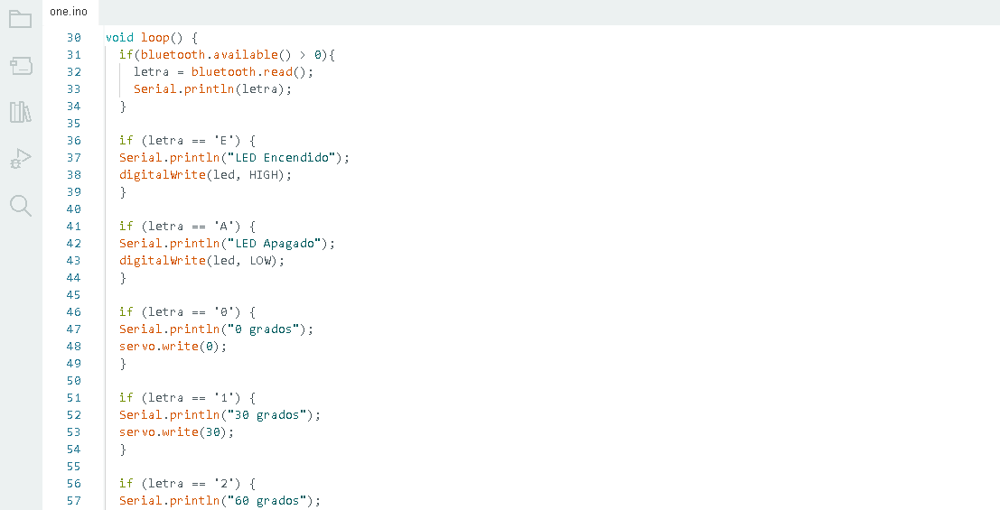 one.ino
30 void loop() {
31 if(bluetooth.available() > 0){
32 letra = bluetooth.read();
33 Serial.println(letra);
34 }
35
36 if (letra == 'E') {
37 Serial.println("LED Encendido");
38 digitalWrite(led, HIGH);
39 }
40
41 if (letra == 'A') {
42 Serial.println("LED Apagado");
43 digitalWrite(led, LOW);
44 }
45
46 if (letra == '0') {
47 Serial.println("0 grados");
48 servo.write(0);
49 }
50
51 if (letra == '1') {
52 Serial.println("30 grados");
53 servo.write(30);
54 }
55
56 if (letra == '2') {
57 Serial.println("60 grados");